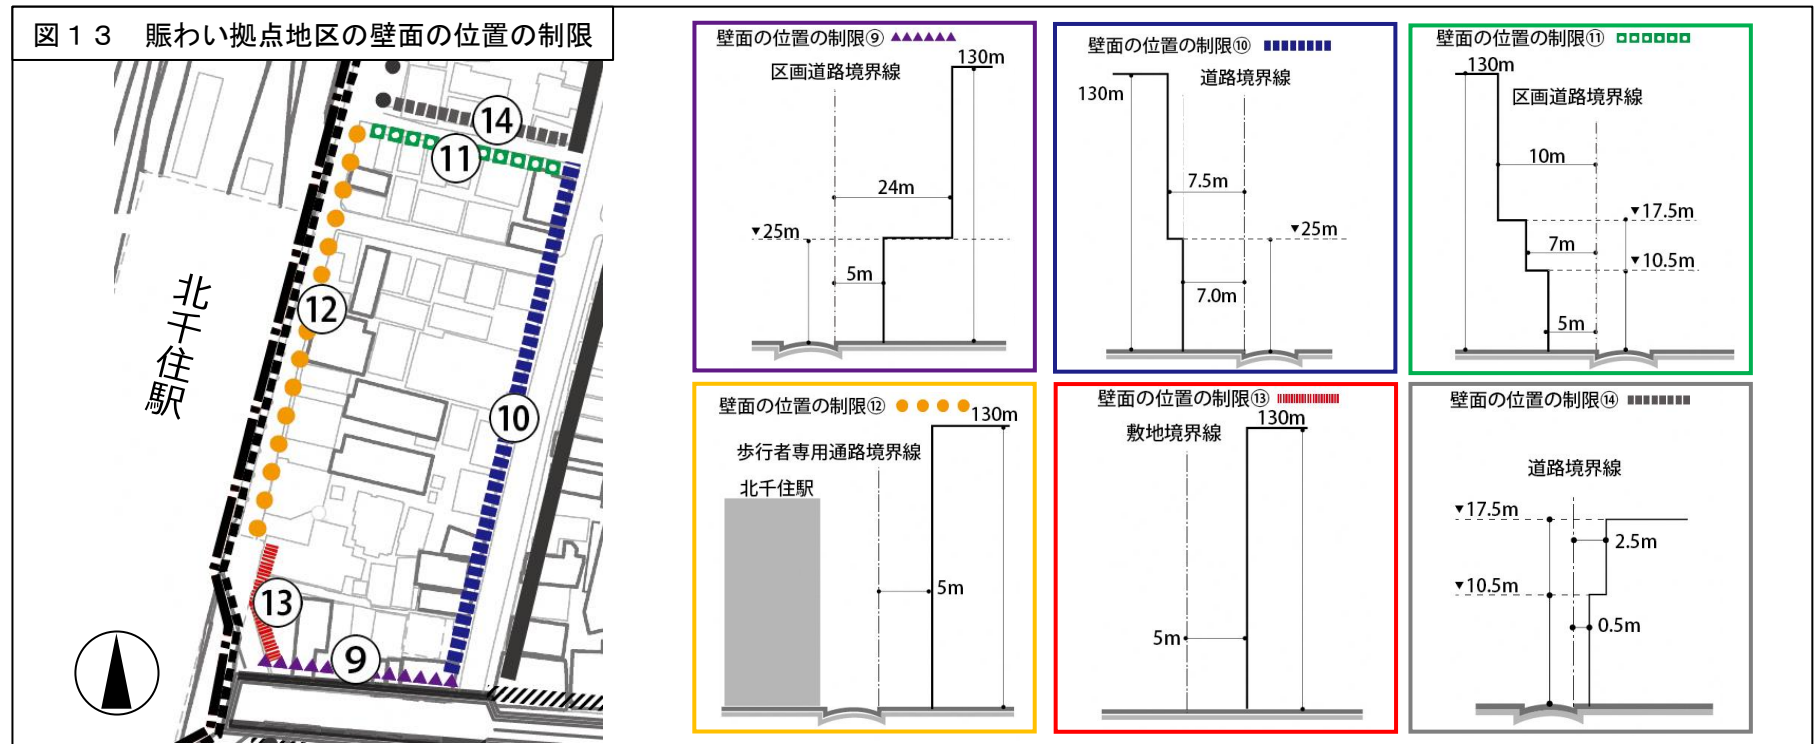 図１３　賑わい拠点地区の壁面の位置の制限
14
11
12
10
13
9
北千住駅
壁面の位置の制限⑨
区画道路境界線
130m
24m
▼25m
5m
壁面の位置の制限⑩
道路境界線
130m
7.5m
▼25m
7.0m
壁面の位置の制限⑪
130m
区画道路境界線
10m
▼17.5m
7m
▼10.5m
5m
壁面の位置の制限⑫
130m
歩行者専用通路境界線
北千住駅
5m
壁面の位置の制限⑬
130m
敷地境界線
5m
壁面の位置の制限⑭
道路境界線
▼17.5m
2.5m
▼10.5m
0.5m